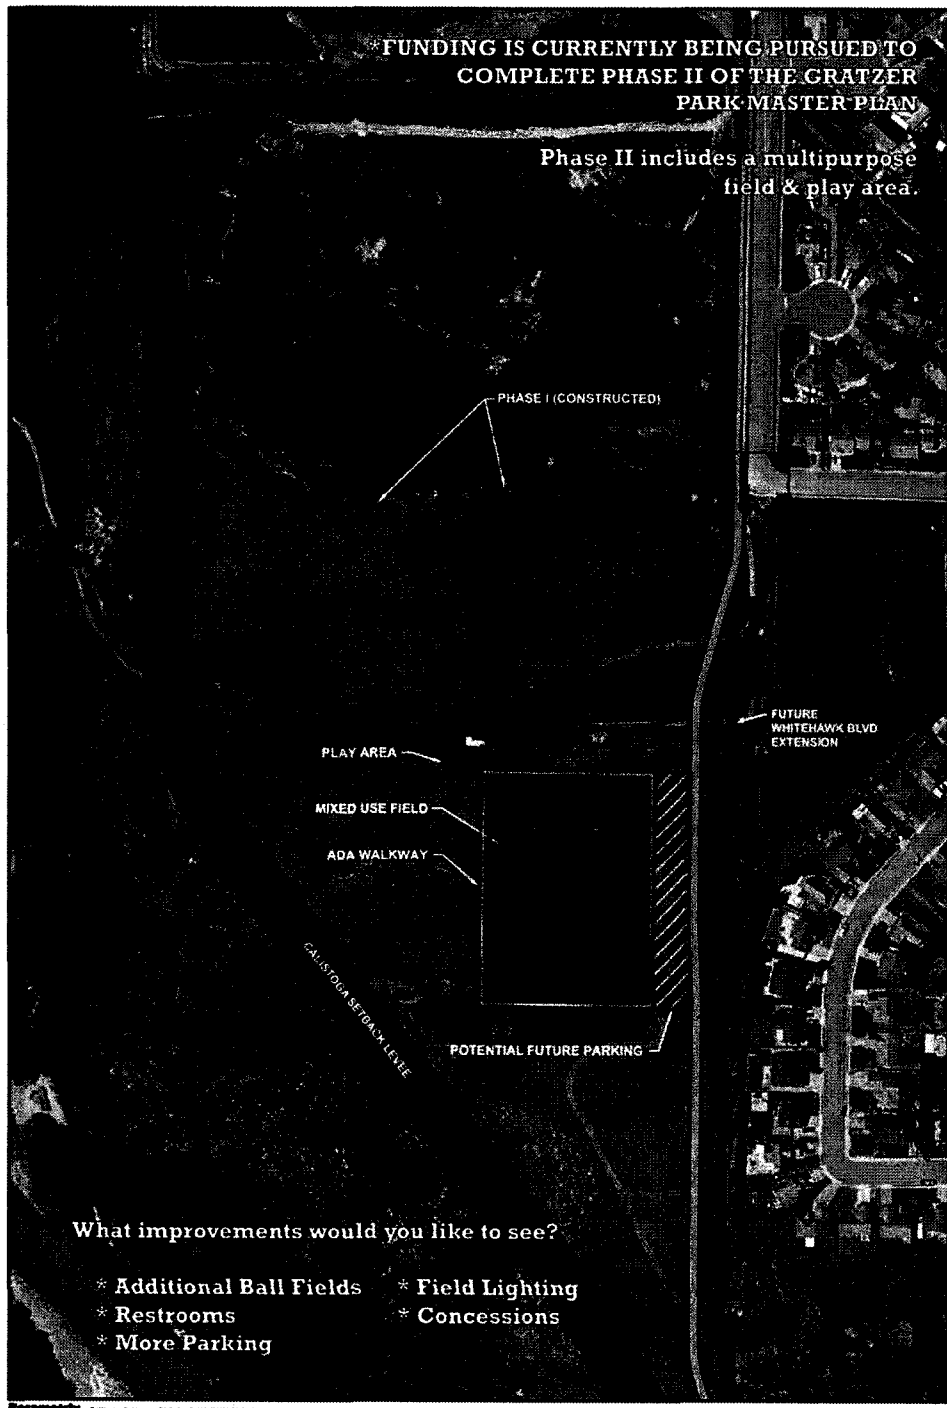 *FUNDING IS CURRENTLY BEING PURSUED TO
COMPLETE PHASE II OF THE GRATZER
PARK MASTER PLAN
Phase II includes a multipurpose
field & play area.
PHASE I (CONSTRUCTED)
FUTURE
WHITEHAWK BLVD
EXTENSION
PLAY AREA
MIXED USE FIELD
ADA WALKWAY
CALISTOGA SETBACK LEVEE
POTENTIAL FUTURE PARKING
What improvements would you like to see?
* Additional Ball Fields * Field Lighting
* Restrooms * Concessions
* More Parking